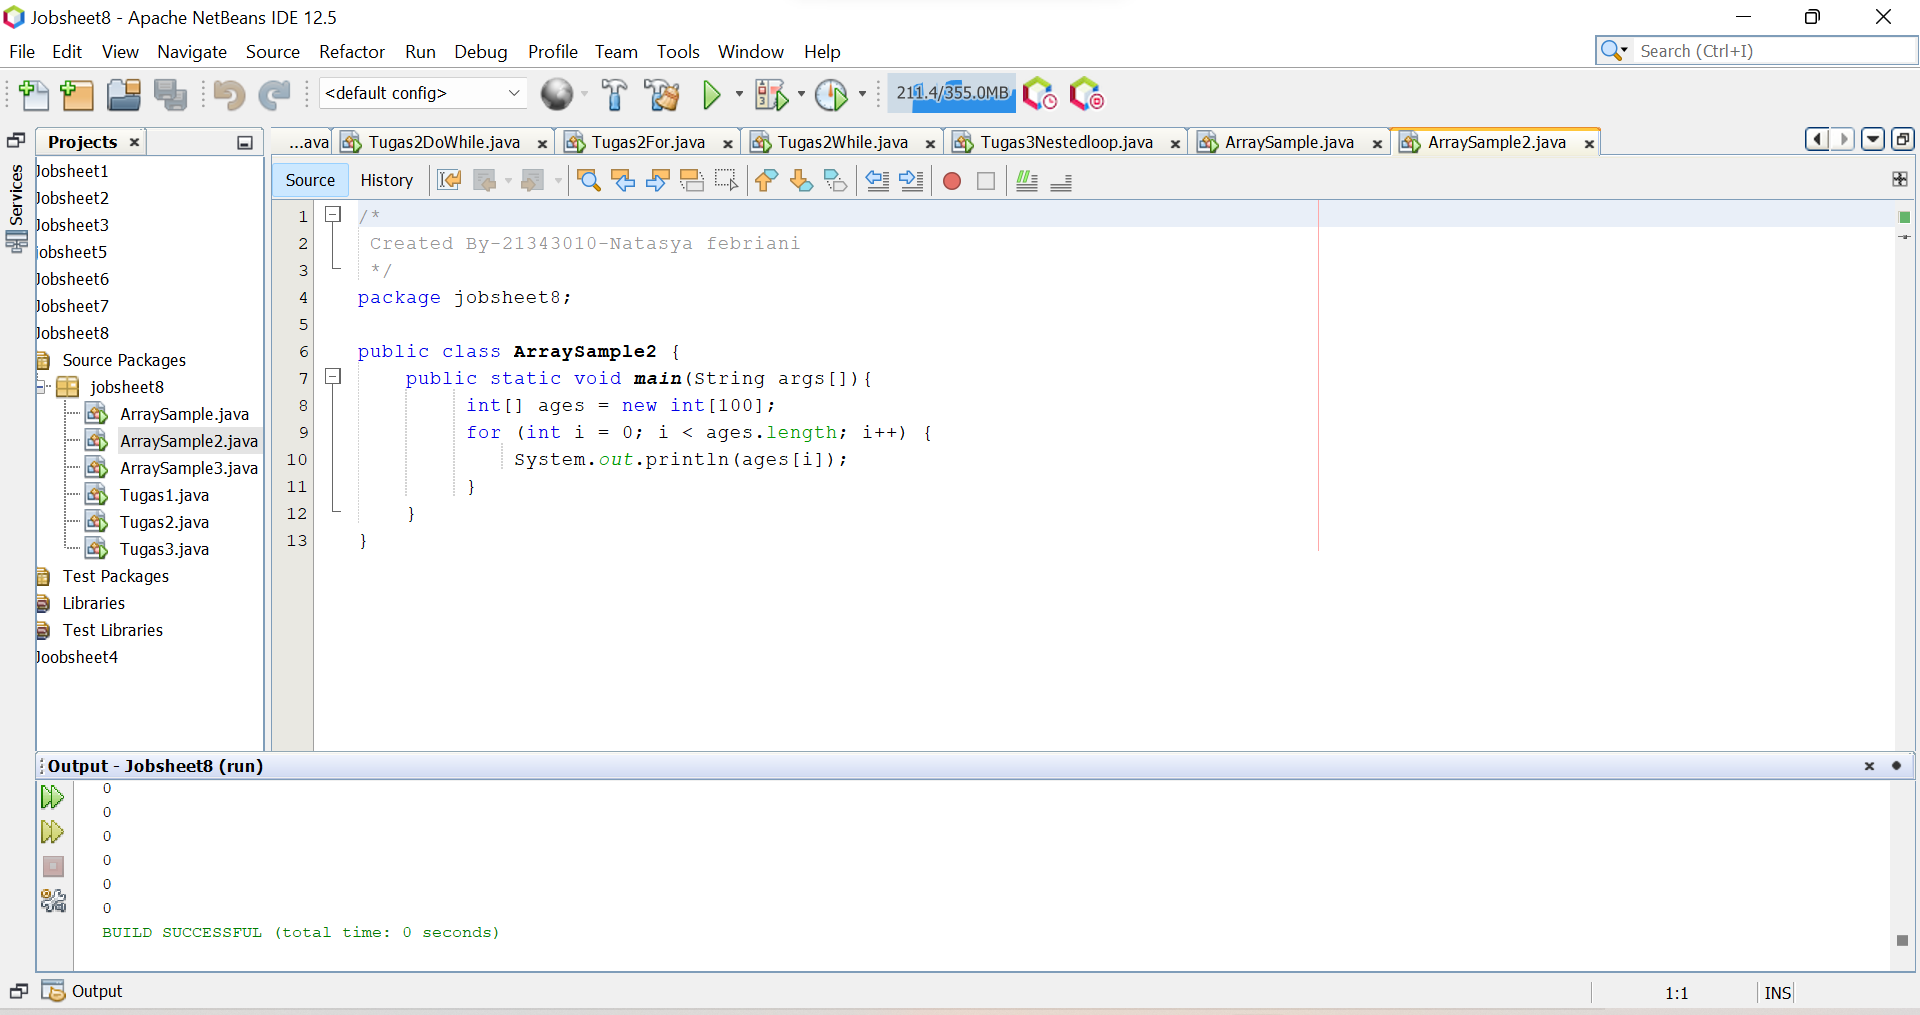 Jobsheet8 - Apache NetBeans IDE 12.5
File Edit View Navigate Source Refactor Run Debug Profile Team Tools Window Help
Search (Ctrl+I)
<default config>
211.4/355.0MB
Projects
...ava Tugas2DoWhile.java Tugas2For.java Tugas2While.java Tugas3Nestedloop.java ArraySample.java ArraySample2.java
Services
Source History
Jobsheet1
Jobsheet2
Jobsheet3
jobsheet5
Jobsheet6
Jobsheet7
Jobsheet8
Source Packages
jobsheet8
ArraySample.java
ArraySample2.java
ArraySample3.java
Tugas1.java
Tugas2.java
Tugas3.java
Test Packages
Libraries
Test Libraries
Joobsheet4
1 /*
2 Created By-21343010-Natasya febriani
3 */
4 package jobsheet8;
5
6 public class ArraySample2 {
7 public static void main(String args[]){
8 int[] ages = new int[100];
9 for (int i = 0; i < ages.length; i++) {
10 System.out.println(ages[i]);
11 }
12 }
13 }
Output - Jobsheet8 (run)
0
0
0
0
0
0
BUILD SUCCESSFUL (total time: 0 seconds)
Output
1:1 INS